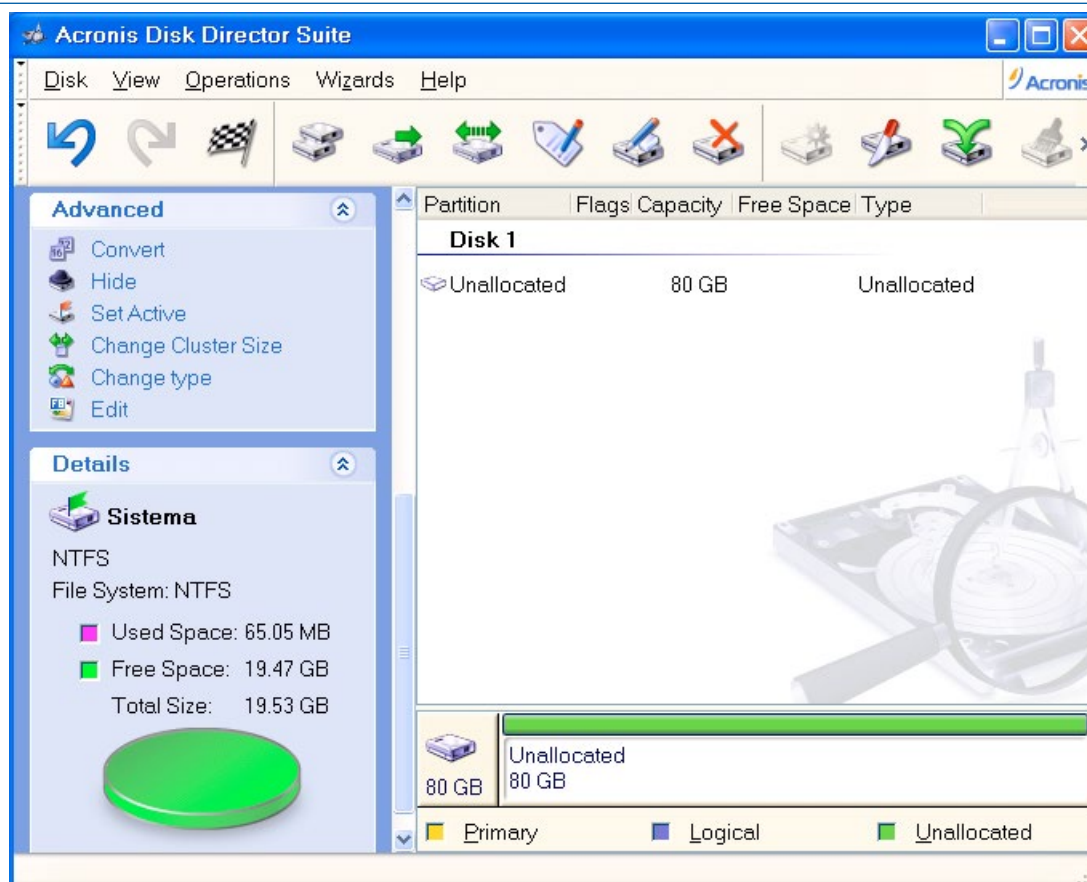 Acronis Disk Director Suite
Disk View Operations Wizards Help
Acronis
Advanced
Convert
Hide
Set Active
Change Cluster Size
Change type
Edit
Details
Sistema
NTFS
File System: NTFS
Used Space: 65.05 MB
Free Space: 19.47 GB
Total Size: 19.53 GB
Partition Flags Capacity Free Space Type
Disk 1
Unallocated 80 GB Unallocated
80 GB
Unallocated
80 GB
Primary Logical Unallocated